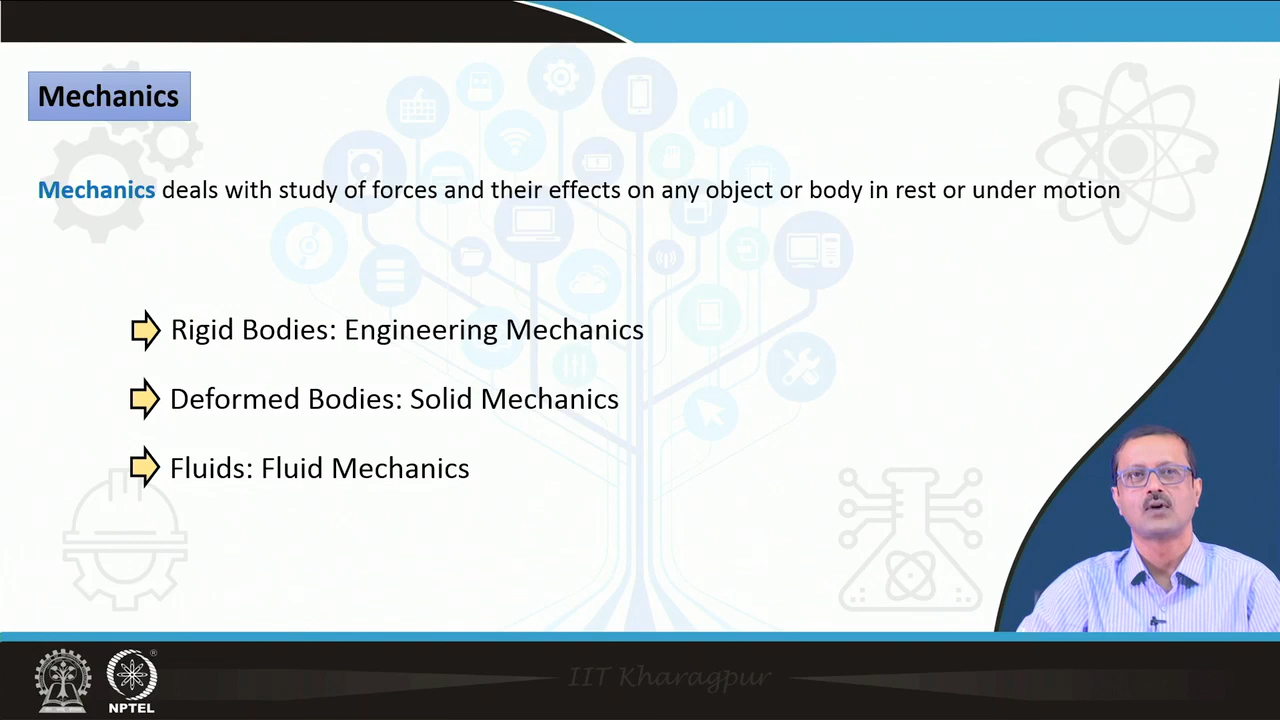 Mechanics
Mechanics deals with study of forces and their effects on any object or body in rest or under motion
Rigid Bodies: Engineering Mechanics
Deformed Bodies: Solid Mechanics
Fluids: Fluid Mechanics
IIT Kharagpur
®
NPTEL